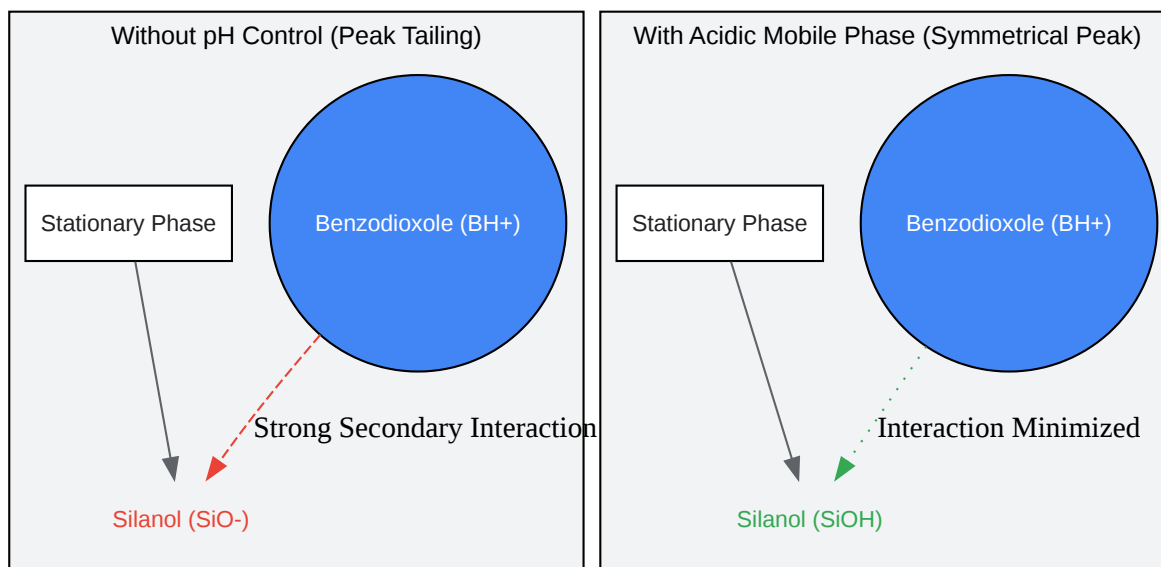 Without pH Control (Peak Tailing)
Stationary Phase
Benzodioxole (BH+)
Strong Secondary Interaction
Silanol (SiO-)
With Acidic Mobile Phase (Symmetrical Peak)
Stationary Phase
Benzodioxole (BH+)
Interaction Minimized
Silanol (SiOH)